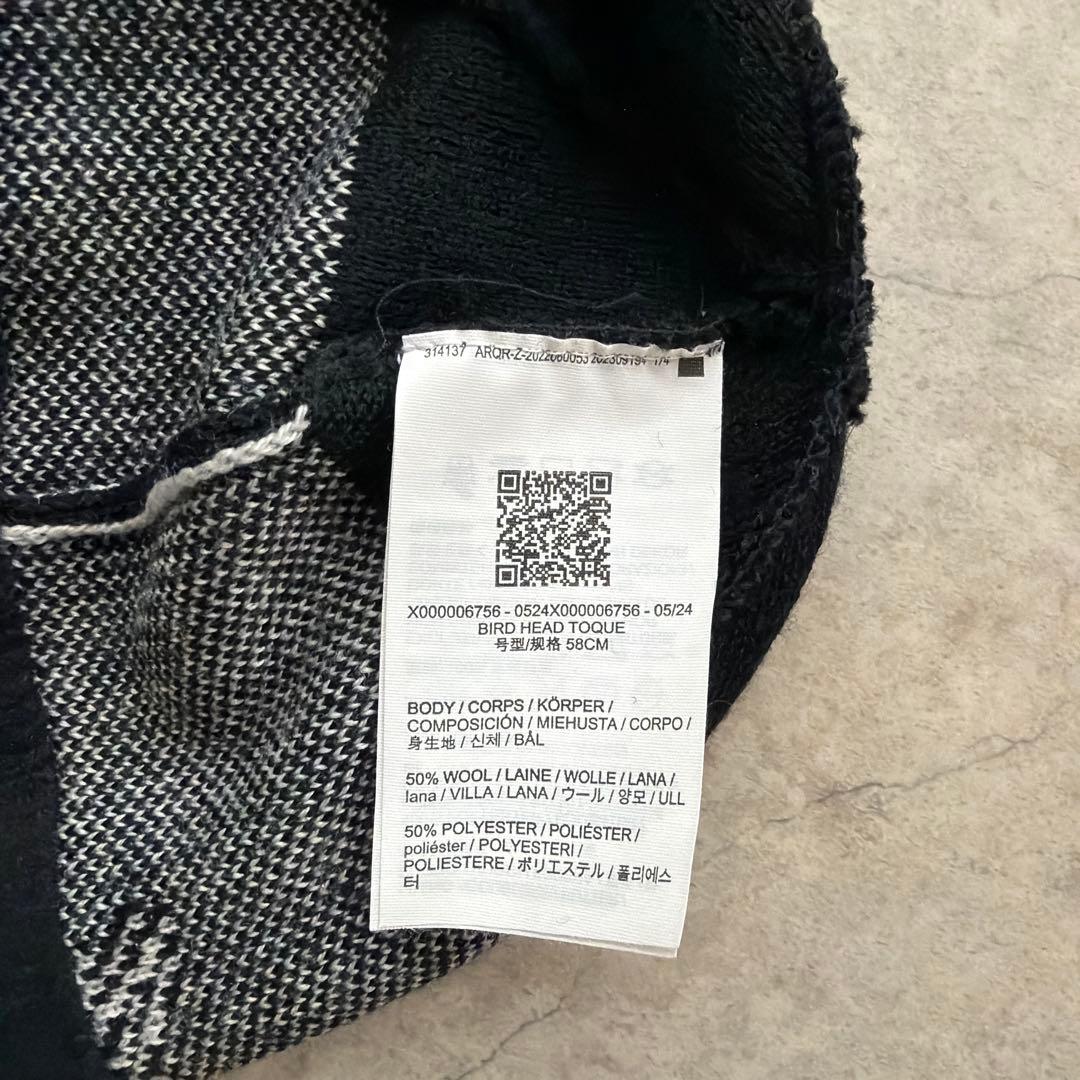 314137 ARQR-Z-2022080053 202309194 1/4
X000006756 - 0524X000006756 - 05/24
BIRD HEAD TOQUE
号型/规格 58CM
BODY / CORPS / KÖRPER /
COMPOSICIÓN / MIEHUSTA / CORPO /
身生地 / 신체 / BÅL
50% WOOL / LAINE / WOLLE / LANA /
lana / VILLA / LANA / ウール / 양모 / ULL
50% POLYESTER / POLIÉSTER /
poliéster / POLYESTERI /
POLIESTERE / ポリエステル / 폴리에스
터